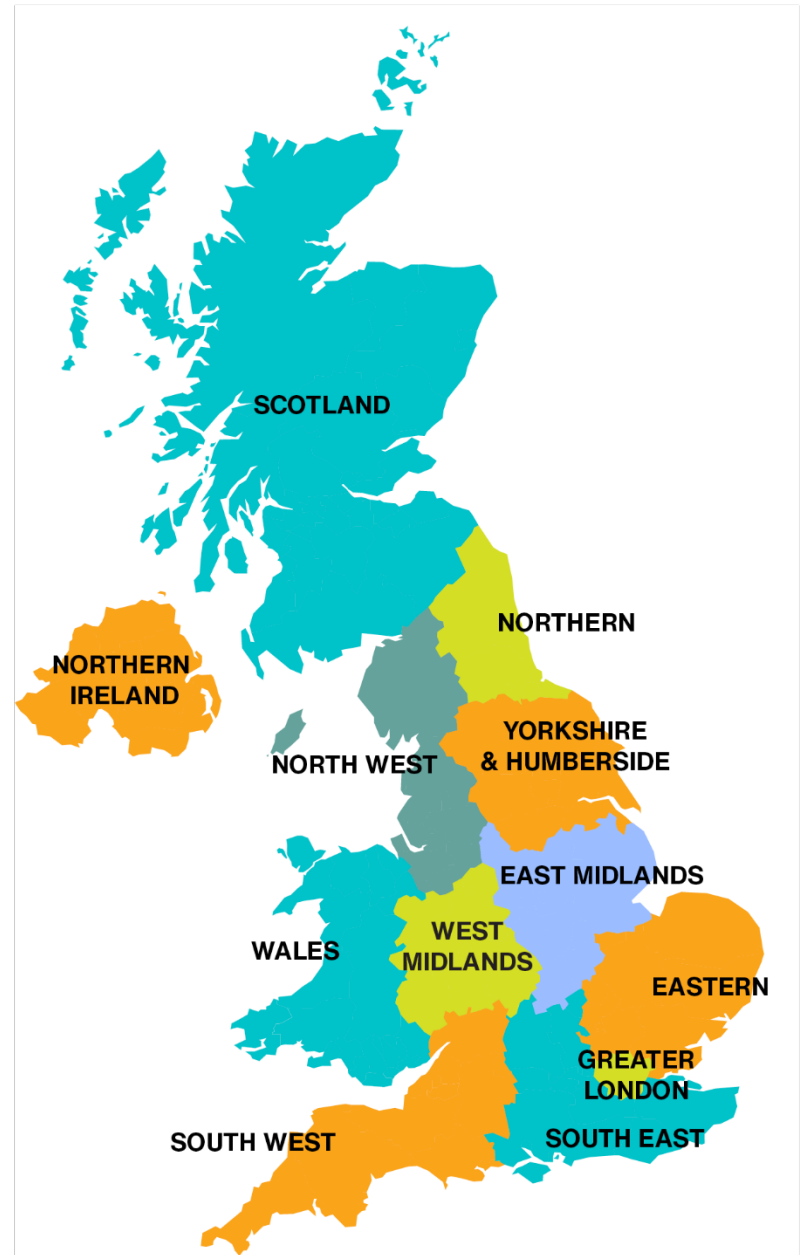 SCOTLAND
NORTHERN
NORTHERN
IRELAND
YORKSHIRE
& HUMBERSIDE
NORTH WEST
EAST MIDLANDS
WEST
MIDLANDS
WALES
EASTERN
GREATER
LONDON
SOUTH WEST
SOUTH EAST